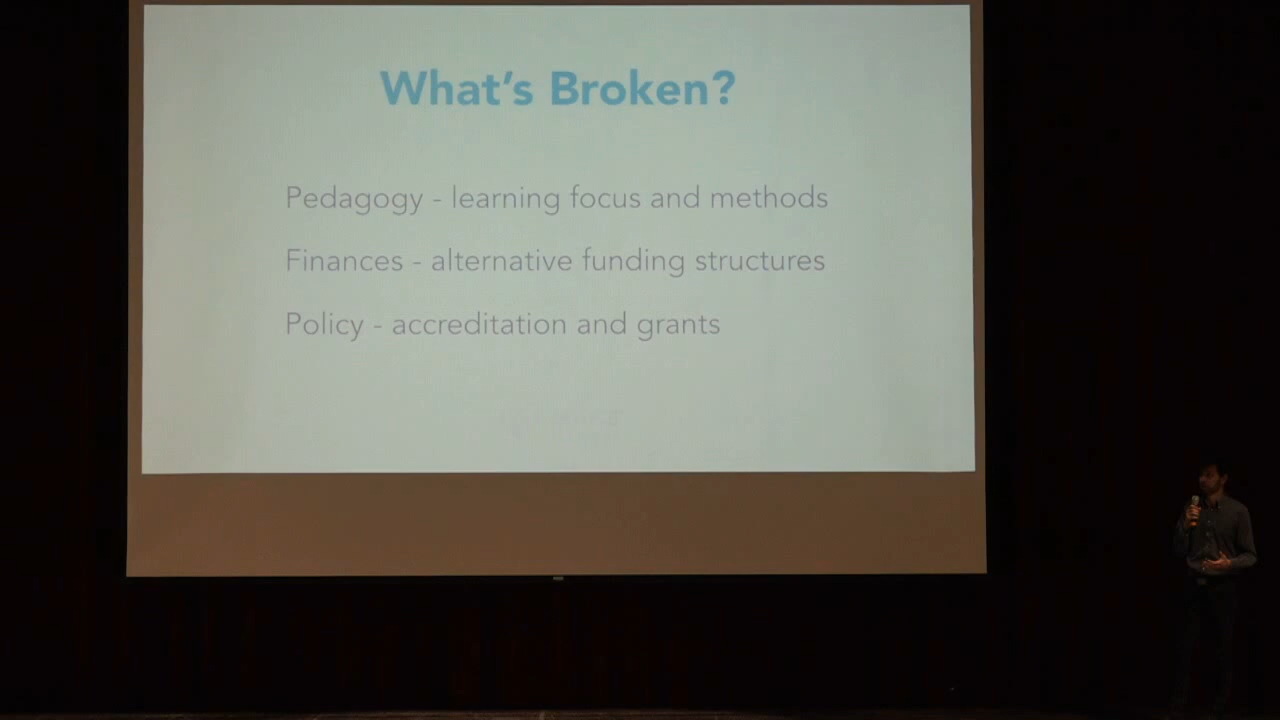 What's Broken?
Pedagogy - learning focus and methods
Finances - alternative funding structures
Policy - accreditation and grants